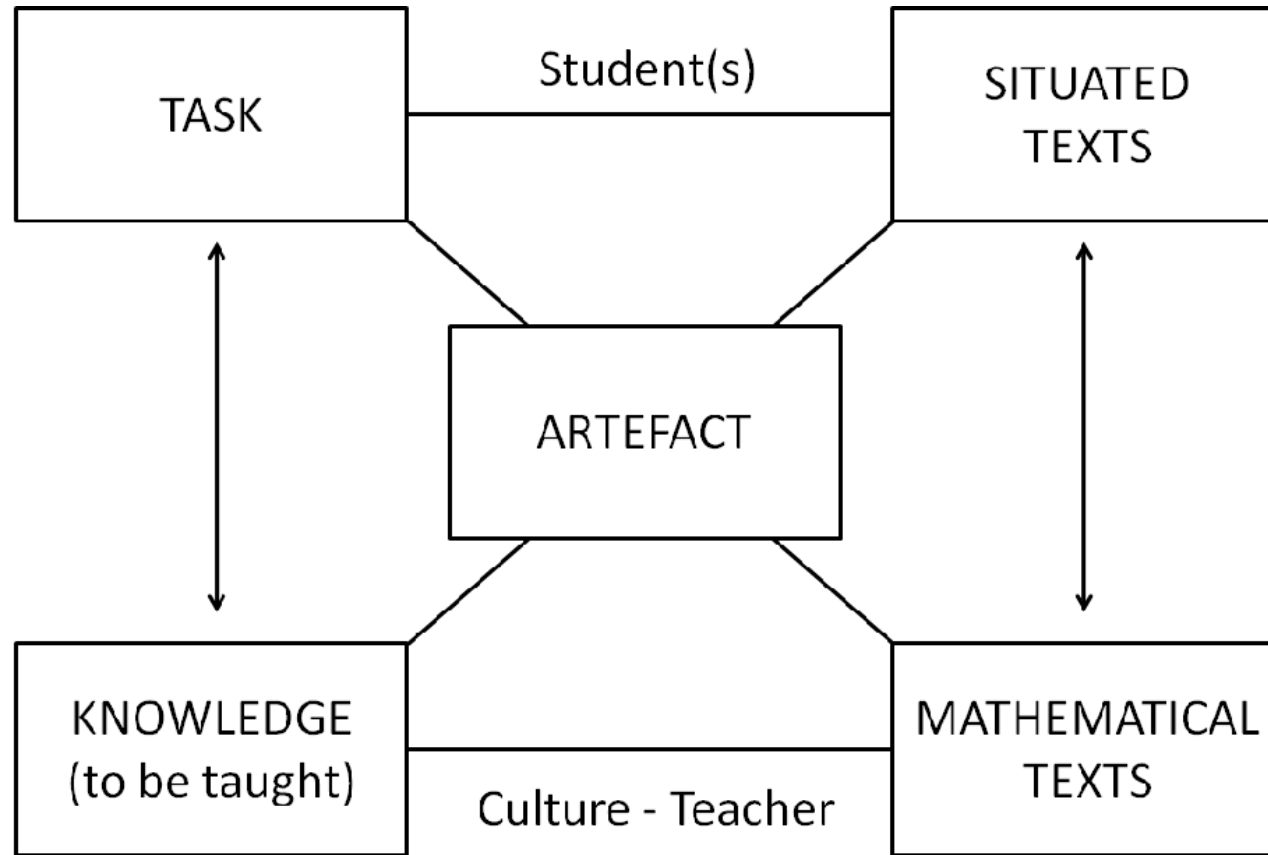 TASK
Student(s)
SITUATED
TEXTS
ARTEFACT
KNOWLEDGE
(to be taught)
Culture - Teacher
MATHEMATICAL
TEXTS